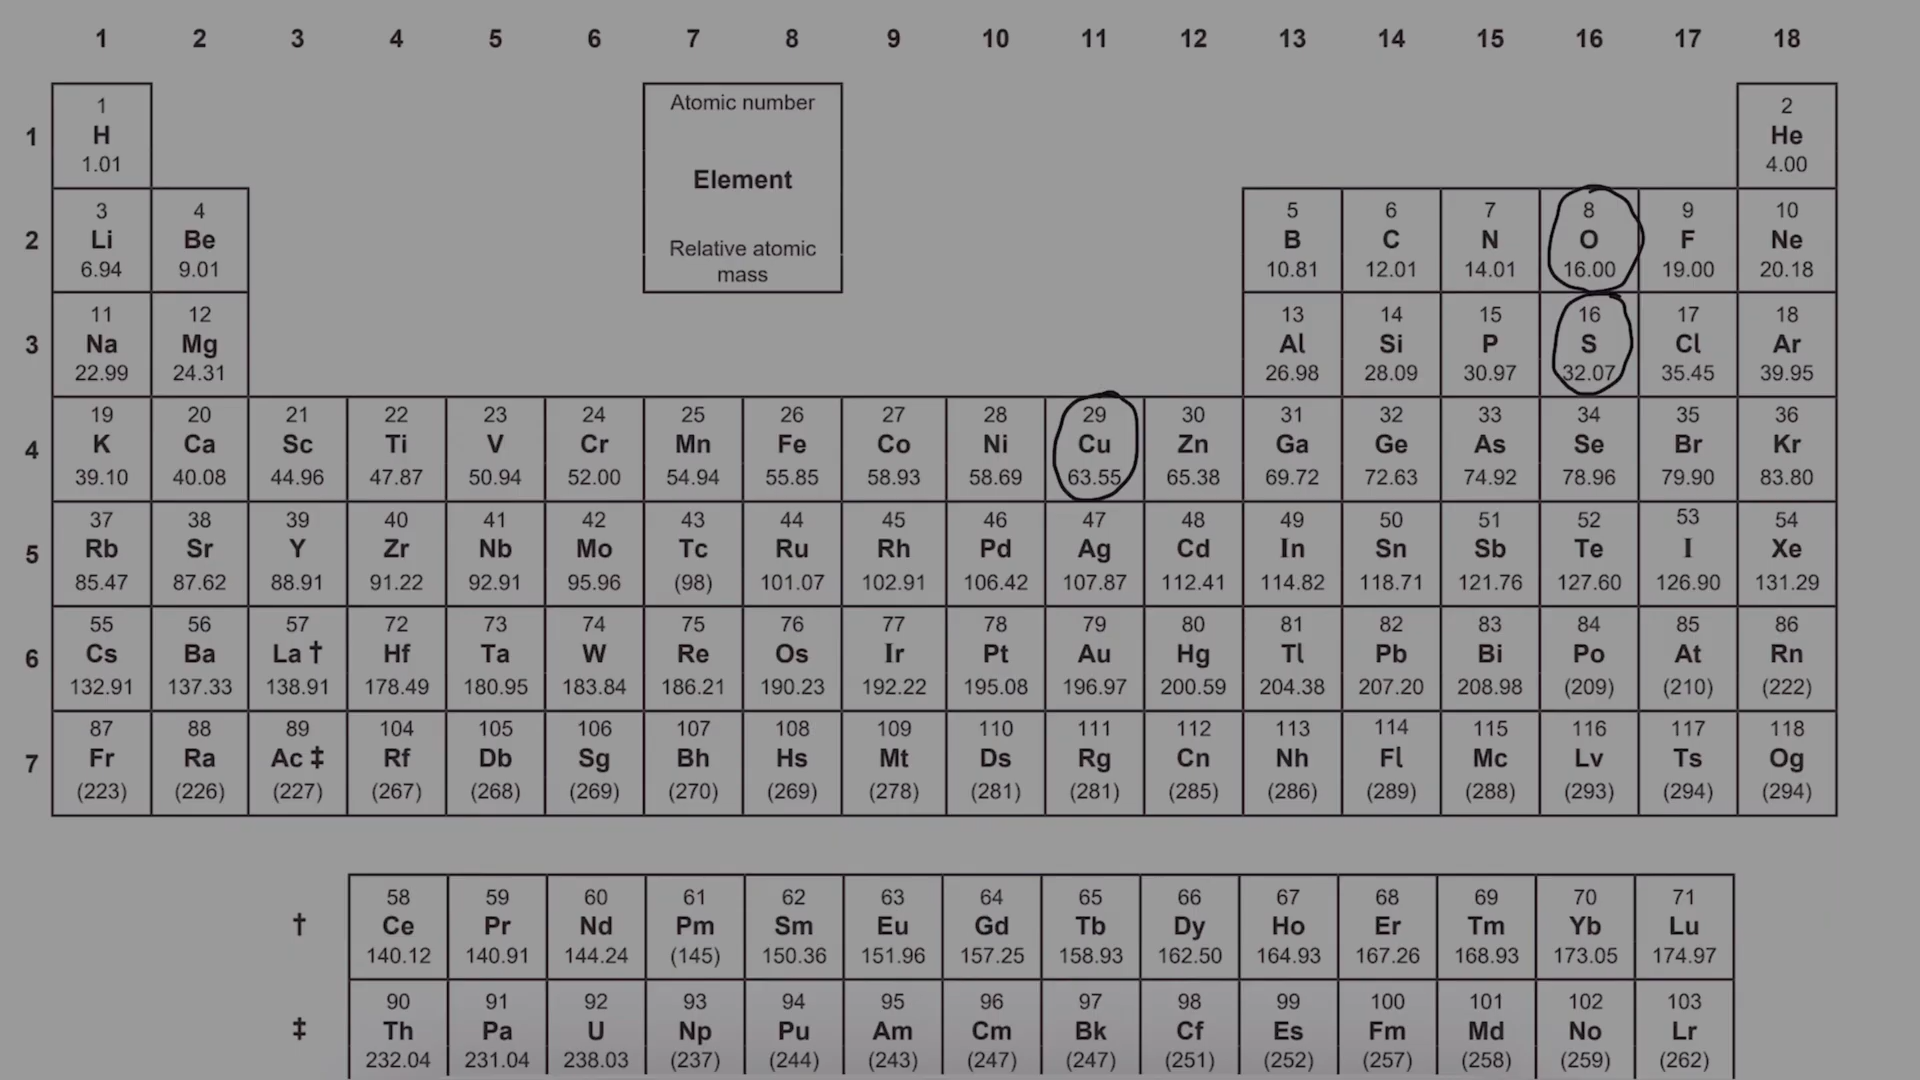 1 2 3 4 5 6 7 8 9 10 11 12 13 14 15 16 17 18
Atomic number
Element
Relative atomic
mass
1 2
1 H He
1.01 4.00
3 4 5 6 7 8 9 10
2 Li Be B C N O F Ne
6.94 9.01 10.81 12.01 14.01 16.00 19.00 20.18
11 12 13 14 15 16 17 18
3 Na Mg Al Si P S Cl Ar
22.99 24.31 26.98 28.09 30.97 32.07 35.45 39.95
19 20 21 22 23 24 25 26 27 28 29 30 31 32 33 34 35 36
4 K Ca Sc Ti V Cr Mn Fe Co Ni Cu Zn Ga Ge As Se Br Kr
39.10 40.08 44.96 47.87 50.94 52.00 54.94 55.85 58.93 58.69 63.55 65.38 69.72 72.63 74.92 78.96 79.90 83.80
37 38 39 40 41 42 43 44 45 46 47 48 49 50 51 52 53 54
5 Rb Sr Y Zr Nb Mo Tc Ru Rh Pd Ag Cd In Sn Sb Te I Xe
85.47 87.62 88.91 91.22 92.91 95.96 (98) 101.07 102.91 106.42 107.87 112.41 114.82 118.71 121.76 127.60 126.90 131.29
55 56 57 72 73 74 75 76 77 78 79 80 81 82 83 84 85 86
6 Cs Ba La † Hf Ta W Re Os Ir Pt Au Hg Tl Pb Bi Po At Rn
132.91 137.33 138.91 178.49 180.95 183.84 186.21 190.23 192.22 195.08 196.97 200.59 204.38 207.20 208.98 (209) (210) (222)
87 88 89 104 105 106 107 108 109 110 111 112 113 114 115 116 117 118
7 Fr Ra Ac ‡ Rf Db Sg Bh Hs Mt Ds Rg Cn Nh Fl Mc Lv Ts Og
(223) (226) (227) (267) (268) (269) (270) (269) (278) (281) (281) (285) (286) (289) (288) (293) (294) (294)
58 59 60 61 62 63 64 65 66 67 68 69 70 71
† Ce Pr Nd Pm Sm Eu Gd Tb Dy Ho Er Tm Yb Lu
140.12 140.91 144.24 (145) 150.36 151.96 157.25 158.93 162.50 164.93 167.26 168.93 173.05 174.97
90 91 92 93 94 95 96 97 98 99 100 101 102 103
‡ Th Pa U Np Pu Am Cm Bk Cf Es Fm Md No Lr
232.04 231.04 238.03 (237) (244) (243) (247) (247) (251) (252) (257) (258) (259) (262)